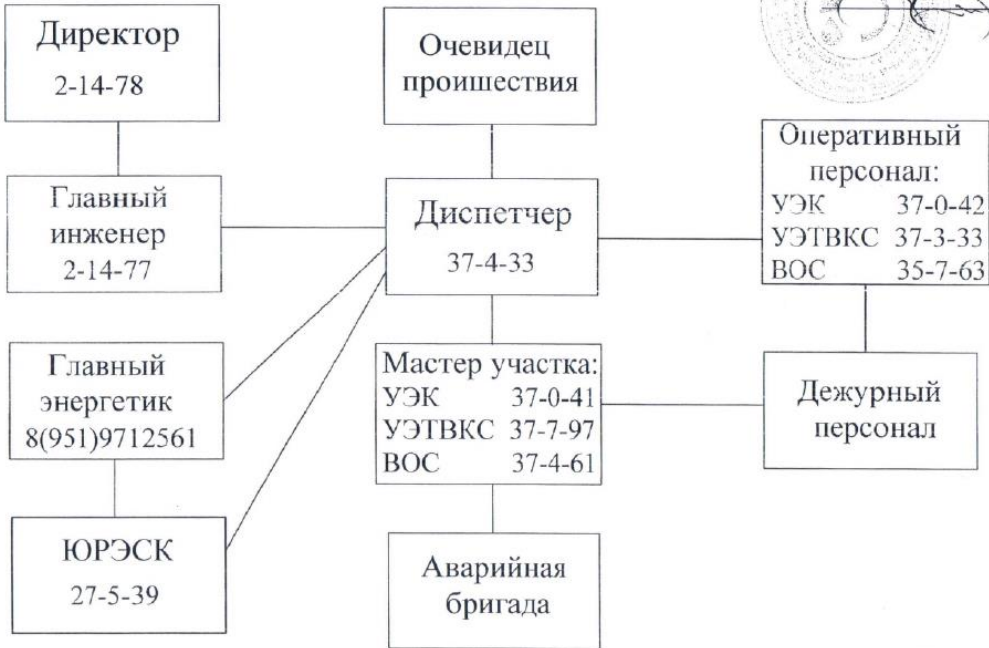 Директор
2-14-78
Очевидец
происшествия
Оперативный
персонал:
УЭК 37-0-42
УЭТВКС 37-3-33
ВОС 35-7-63
Главный
инженер
2-14-77
Диспетчер
37-4-33
Главный
энергетик
8(951)9712561
Мастер участка:
УЭК 37-0-41
УЭТВКС 37-7-97
ВОС 37-4-61
Дежурный
персонал
ЮРЭСК
27-5-39
Аварийная
бригада